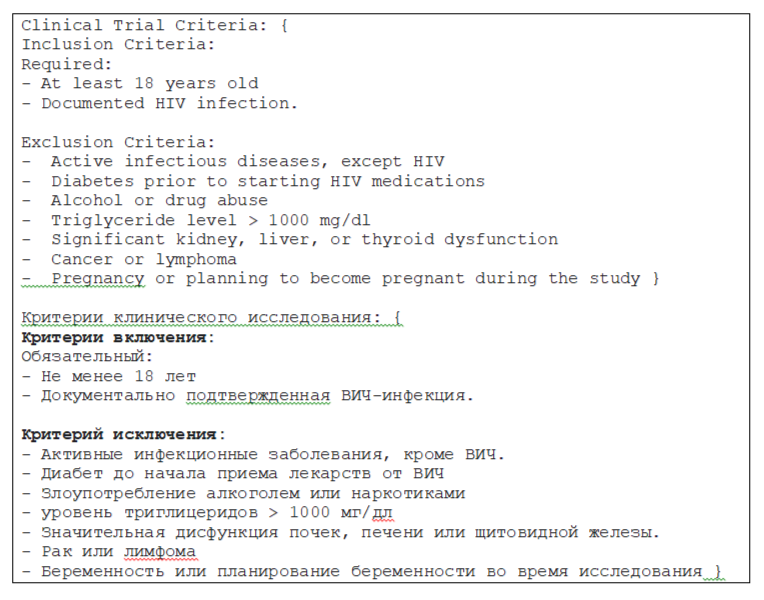 Clinical Trial Criteria: {
Inclusion Criteria:
Required:
- At least 18 years old
- Documented HIV infection.
Exclusion Criteria:
-  Active infectious diseases, except HIV
-  Diabetes prior to starting HIV medications
-  Alcohol or drug abuse
-  Triglyceride level > 1000 mg/dl
-  Significant kidney, liver, or thyroid dysfunction
-  Cancer or lymphoma
-  Pregnancy or planning to become pregnant during the study }
Критерии клинического исследования: {
Критерии включения:
Обязательный:
- Не менее 18 лет
- Документально подтвержденная ВИЧ-инфекция.
Критерий исключения:
- Активные инфекционные заболевания, кроме ВИЧ.
- Диабет до начала приема лекарств от ВИЧ
- Злоупотребление алкоголем или наркотиками
- уровень триглицеридов > 1000 мг/дл
- Значительная дисфункция почек, печени или щитовидной железы.
- Рак или лимфома
- Беременность или планирование беременности во время исследования }